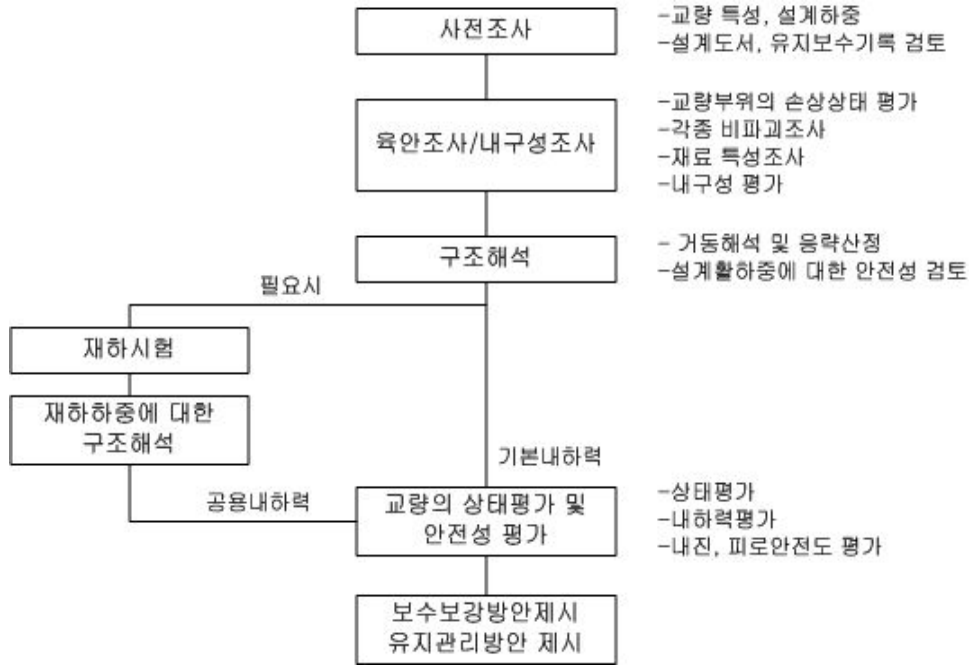 사전조사
-교량 특성, 설계하중
-설계도서, 유지보수기록 검토
육안조사/내구성조사
-교량부위의 손상상태 평가
-각종 비파괴조사
-재료 특성조사
-내구성 평가
구조해석
- 거동해석 및 응략산정
-설계활하중에 대한 안전성 검토
필요시
재하시험
재하하중에 대한
구조해석
기본내하력
공용내하력
교량의 상태평가 및
안전성 평가
-상태평가
-내하력평가
-내진, 피로안전도 평가
보수보강방안제시
유지관리방안 제시